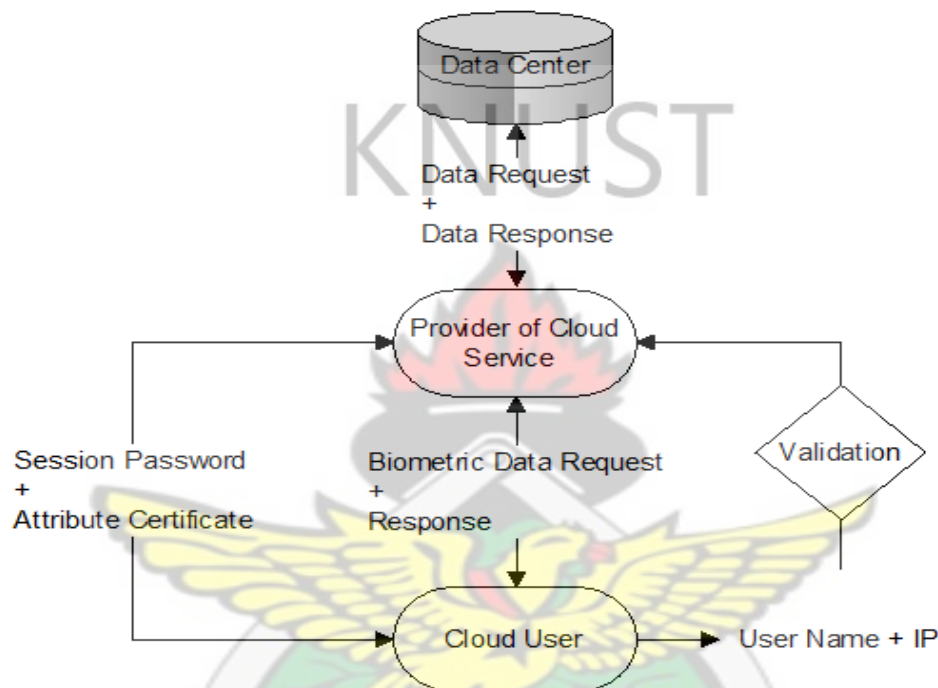 Data Center
KNUST
Data Request
+
Data Response
Provider of Cloud
Service
Session Password
+
Attribute Certificate
Biometric Data Request
+
Response
Validation
Cloud User
User Name + IP